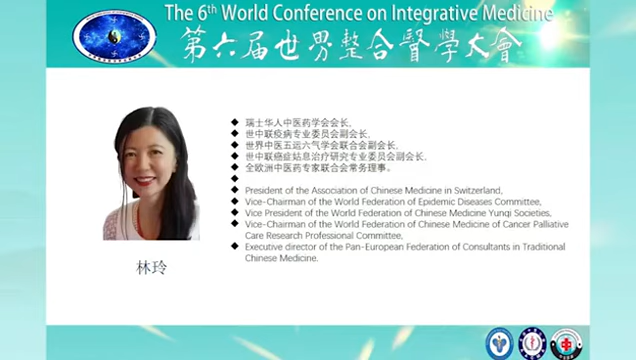 The 6th World Conference on Integrative Medicine
第六届世界整合醫學大會
◆ 瑞士华人中医药学会会长,
◆ 世中联疫病专业委员会副会长,
◆ 世界中医五运六气学会联合会副会长,
◆ 世中联癌症姑息治疗研究专业委员会副会长.
◆ 全欧洲中医药专家联合会常务理事。
◆
◆ President of the Association of Chinese Medicine in Switzerland,
◆ Vice-Chairman of the World Federation of Epidemic Diseases Committee,
◆ Vice President of the World Federation of Chinese Medicine Yunqi Societies,
◆ Vice-Chairman of the World Federation of Chinese Medicine of Cancer Palliative
Care Research Professional Committee,
◆ Executive director of the Pan-European Federation of Consultants in Traditional
Chinese Medicine.
林玲